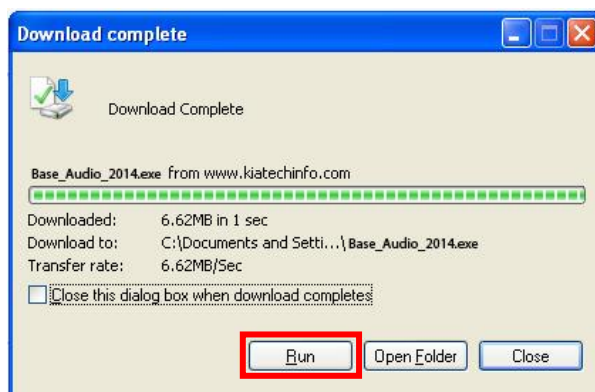 Download complete
Download Complete
Base_Audio_2014.exe from www.kiatechinfo.com
Downloaded: 6.62MB in 1 sec
Download to: C:\Documents and Setti...\Base_Audio_2014.exe
Transfer rate: 6.62MB/Sec
Close this dialog box when download completes
Run Open Folder Close